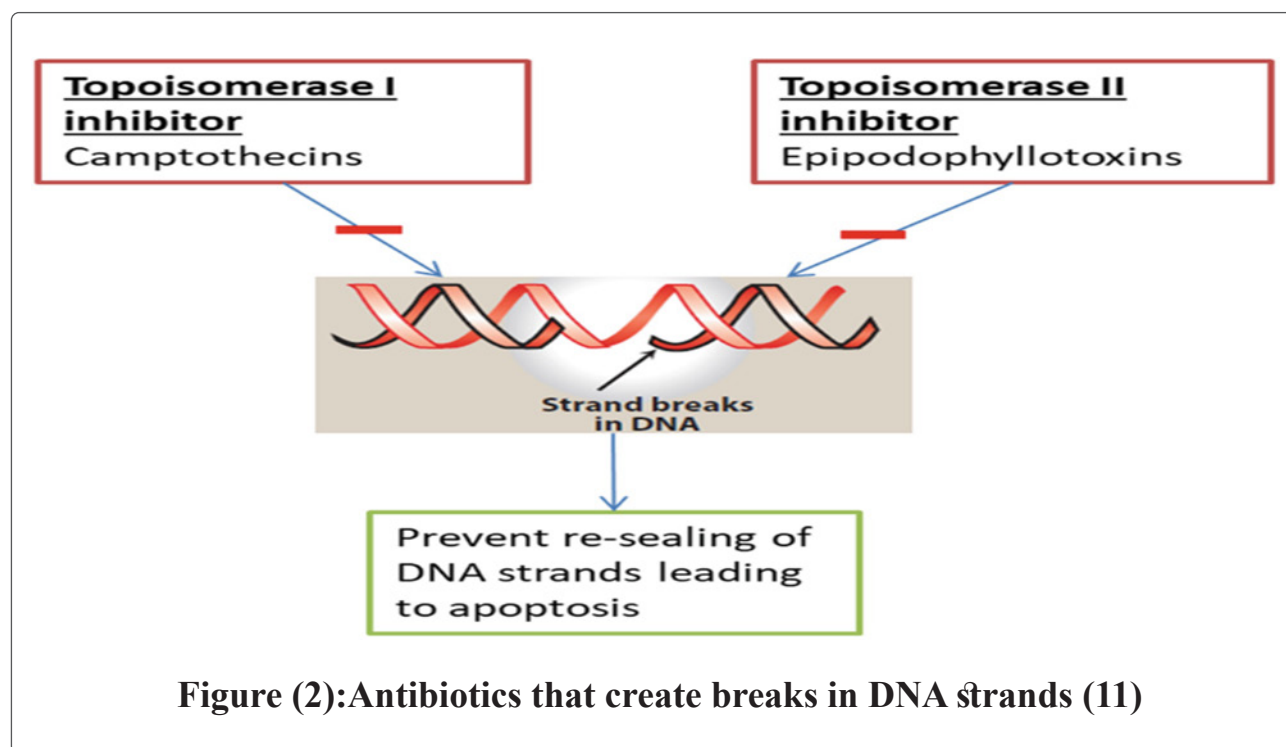 Topoisomerase I
inhibitor
Camptothecins
Topoisomerase II
inhibitor
Epipodophyllotoxins
Strand breaks
in DNA
Prevent re-sealing of
DNA strands leading
to apoptosis
Figure (2):Antibiotics that create breaks in DNA strands (11)